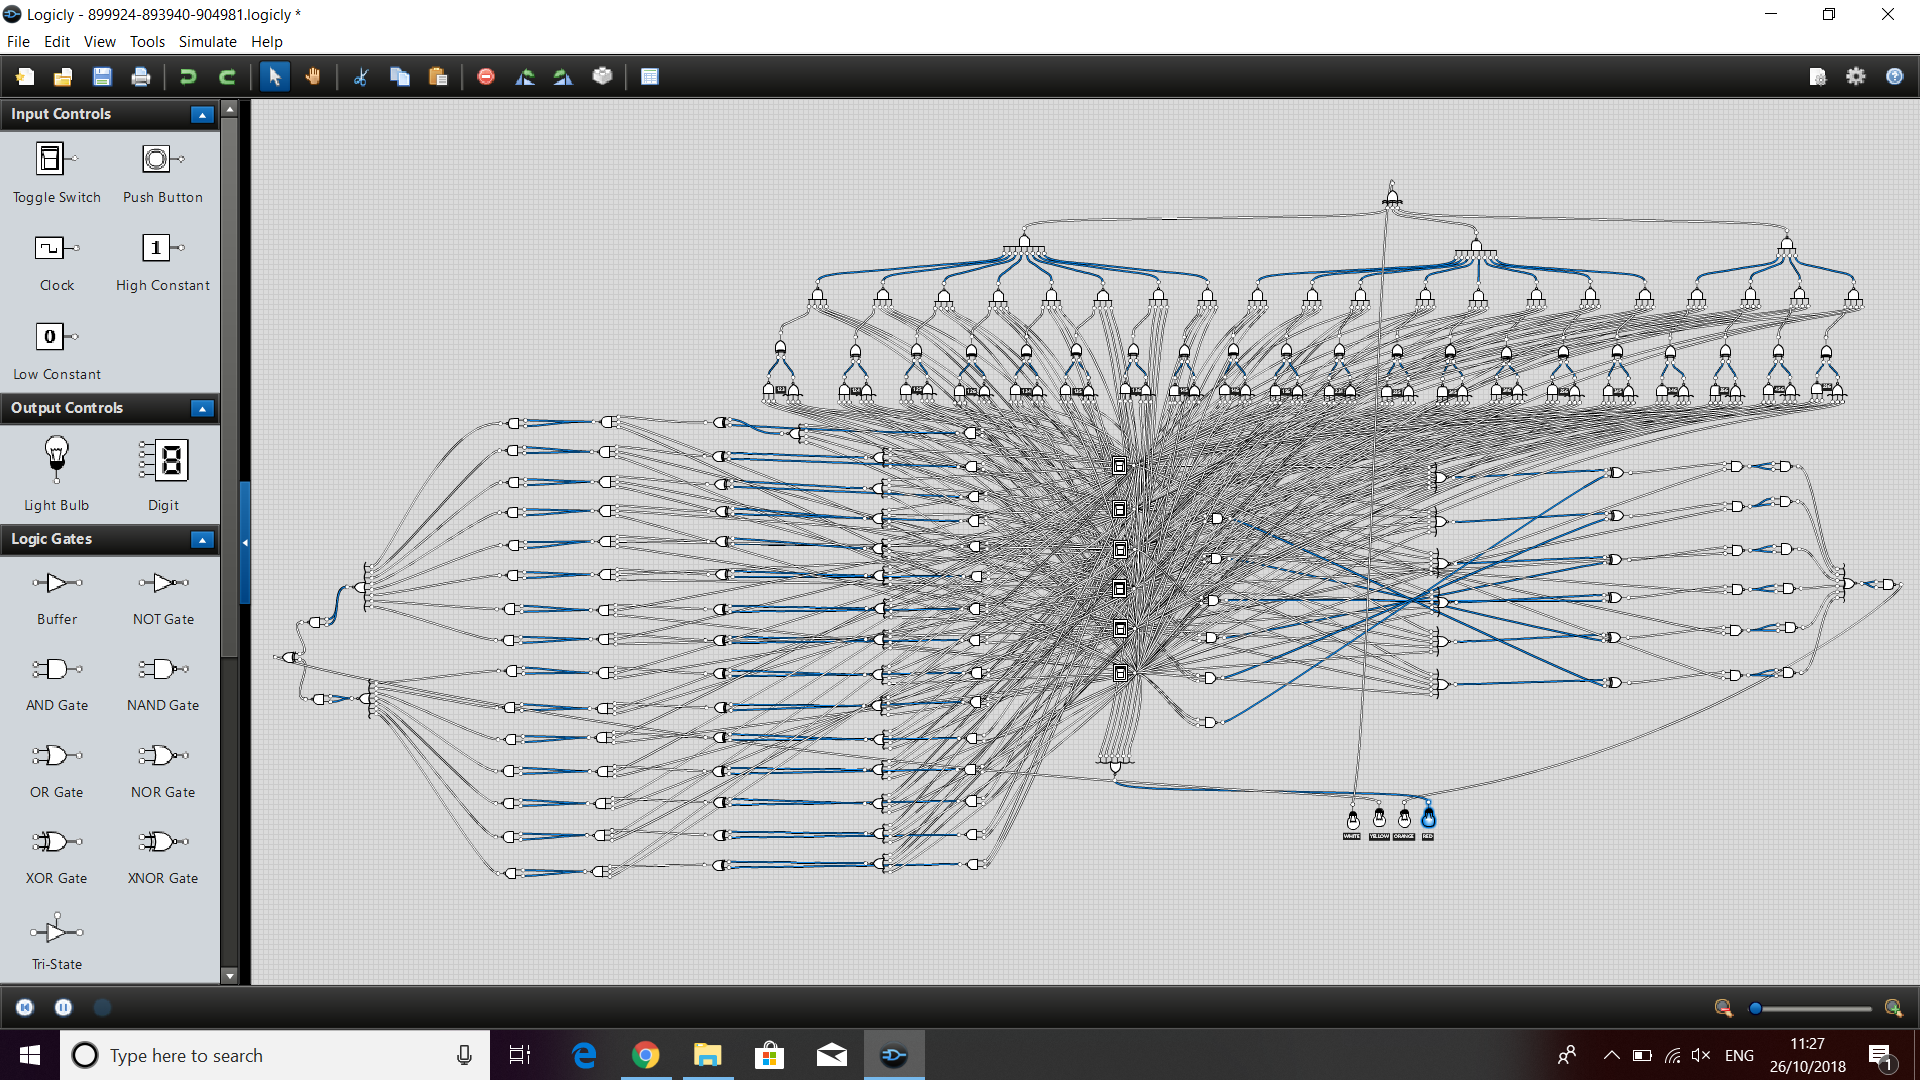 Logicly - 899924-893940-904981.logicly *
File Edit View Tools Simulate Help
Input Controls
Toggle Switch Push Button
1
Clock High Constant
0
Low Constant
Output Controls
8
Light Bulb Digit
Logic Gates
Buffer NOT Gate
AND Gate NAND Gate
OR Gate NOR Gate
XOR Gate XNOR Gate
Tri-State
WHITE YELLOW ORANGE RED
Type here to search
ENG
11:27
26/10/2018
1